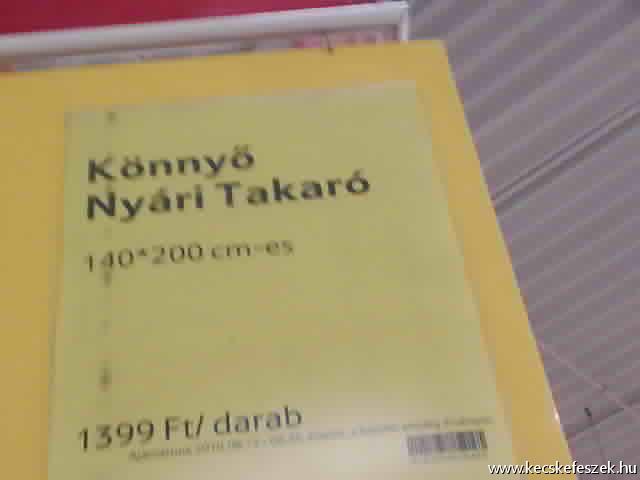 Könnyő
Nyári Takaró
140*200 cm-es
1399 Ft/ darab
www.kecskefeszek.hu